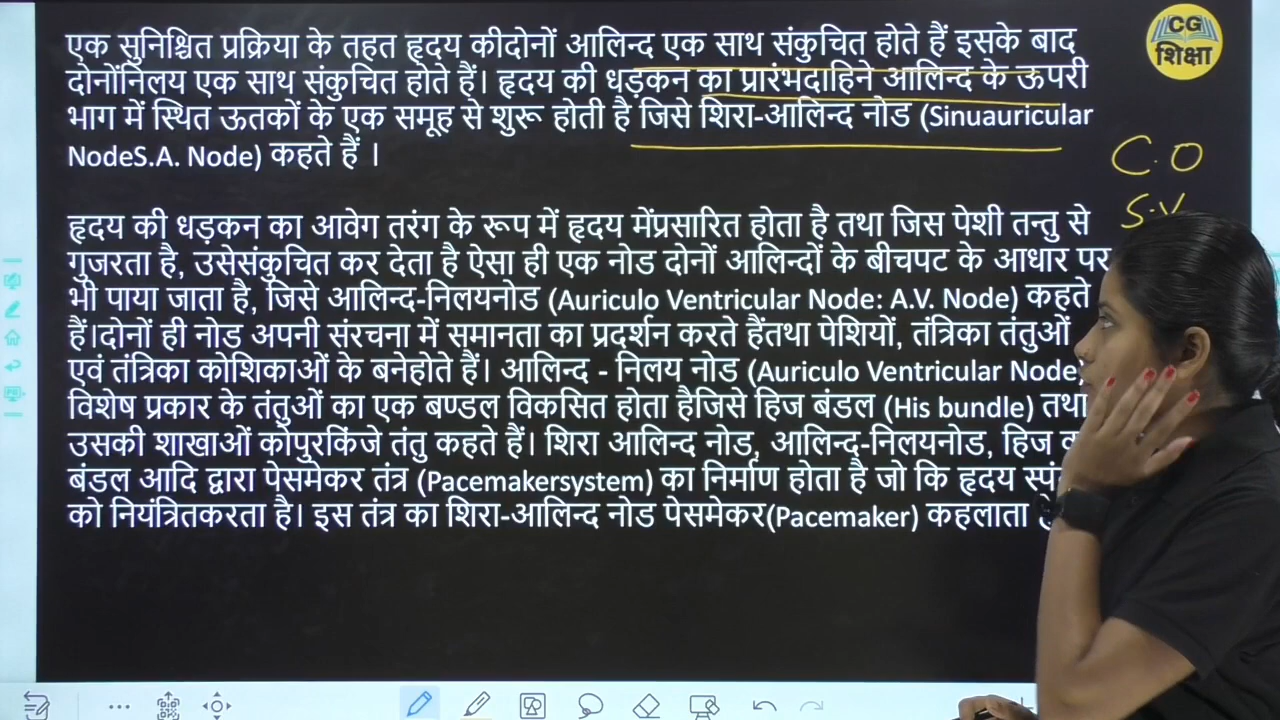 एक सुनिश्चित प्रक्रिया के तहत हृदय कीदोनों आलिन्द एक साथ संकुचित होते हैं इसके बाद
दोनोंनिलय एक साथ संकुचित होते हैं। हृदय की धड़कन का प्रारंभदाहिने आलिन्द के ऊपरी
भाग में स्थित ऊतकों के एक समूह से शुरू होती है जिसे शिरा-आलिन्द नोड (Sinuauricular
NodeS.A. Node) कहते हैं ।
हृदय की धड़कन का आवेग तरंग के रूप में हृदय मेंप्रसारित होता है तथा जिस पेशी तन्तु से
गुजरता है, उसेसंकुचित कर देता है ऐसा ही एक नोड दोनों आलिन्दों के बीचपट के आधार पर
भी पाया जाता है, जिसे आलिन्द-निलयनोड (Auriculo Ventricular Node: A.V. Node) कहते
हैं।दोनों ही नोड अपनी संरचना में समानता का प्रदर्शन करते हैंतथा पेशियों, तंत्रिका तंतुओं
एवं तंत्रिका कोशिकाओं के बनेहोते हैं। आलिन्द - निलय नोड (Auriculo Ventricular Node)
विशेष प्रकार के तंतुओं का एक बण्डल विकसित होता हैजिसे हिज बंडल (His bundle) तथा
उसकी शाखाओं कोपुरकिंजे तंतु कहते हैं। शिरा आलिन्द नोड, आलिन्द-निलयनोड, हिज
बंडल आदि द्वारा पेसमेकर तंत्र (Pacemakersystem) का निर्माण होता है जो कि हृदय
को नियंत्रितकरता है। इस तंत्र का शिरा-आलिन्द नोड पेसमेकर(Pacemaker) कहलाता
CG
शिक्षा
C.O
S.V